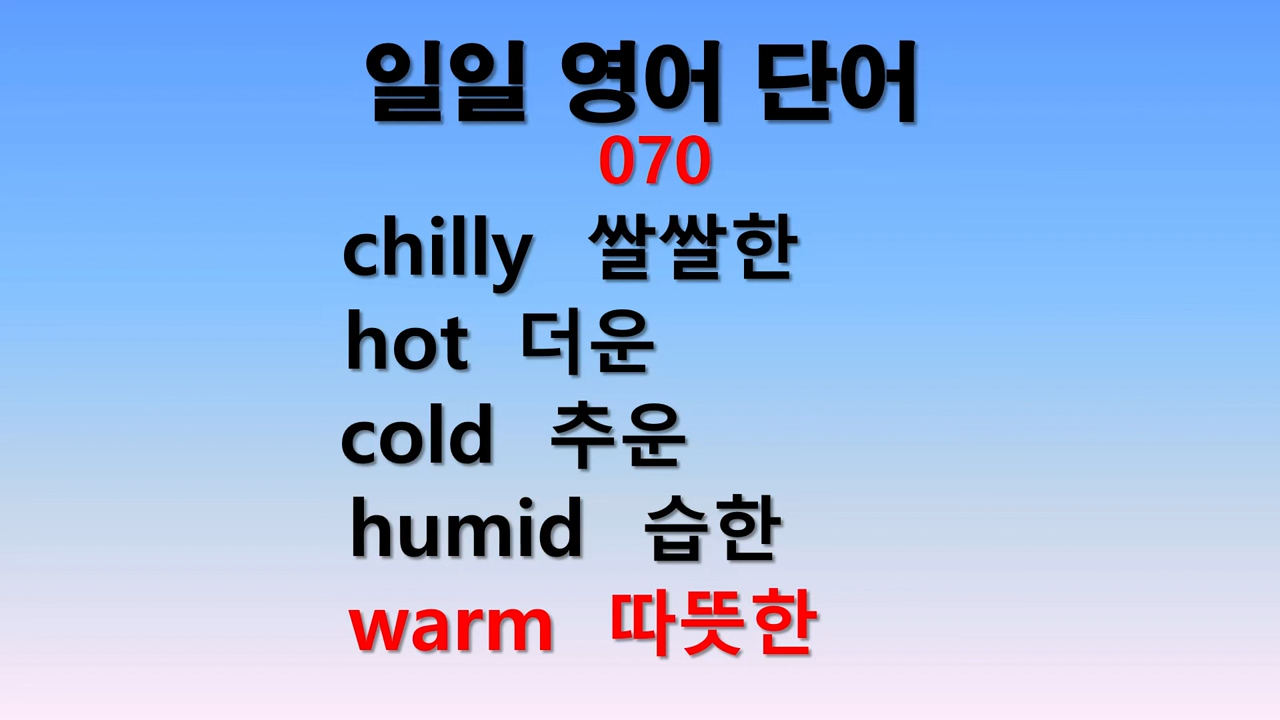 일일 영어 단어
070
chilly 쌀쌀한
hot 더운
cold 추운
humid 습한
warm 따뜻한